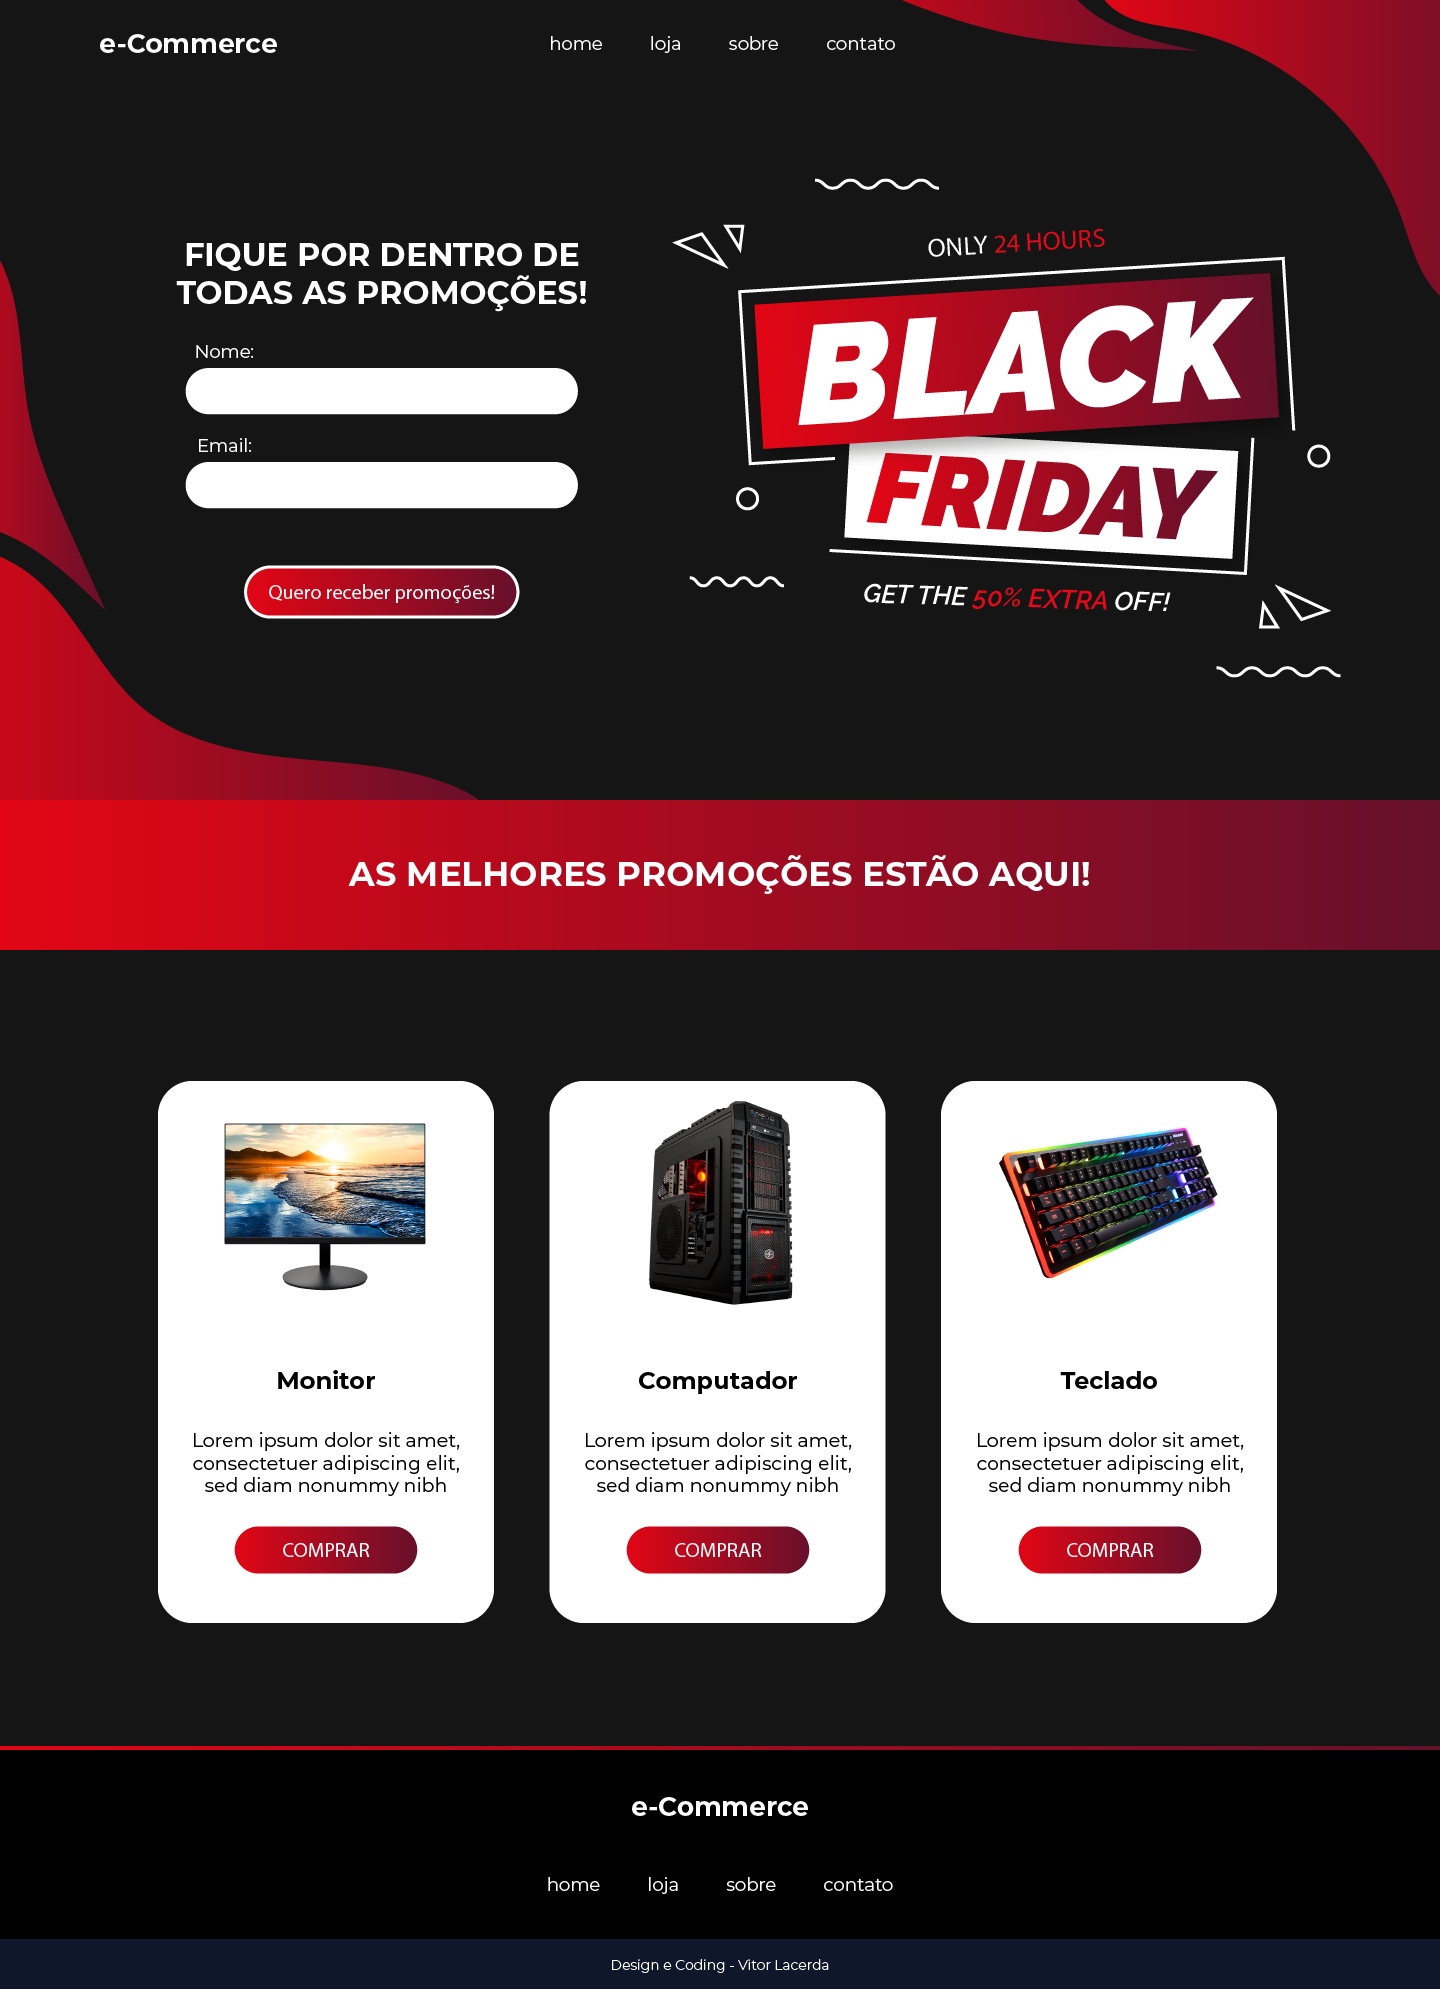 e-Commerce
home loja sobre contato
FIQUE POR DENTRO DE
TODAS AS PROMOÇÕES!
Nome:
Email:
Quero receber promoções!
ONLY 24 HOURS
BLACK
FRIDAY
GET THE 50% EXTRA OFF!
AS MELHORES PROMOÇÕES ESTÃO AQUI!
Monitor
Lorem ipsum dolor sit amet,
consectetuer adipiscing elit,
sed diam nonummy nibh
COMPRAR
Computador
Lorem ipsum dolor sit amet,
consectetuer adipiscing elit,
sed diam nonummy nibh
COMPRAR
Teclado
Lorem ipsum dolor sit amet,
consectetuer adipiscing elit,
sed diam nonummy nibh
COMPRAR
e-Commerce
home loja sobre contato
Design e Coding - Vitor Lacerda